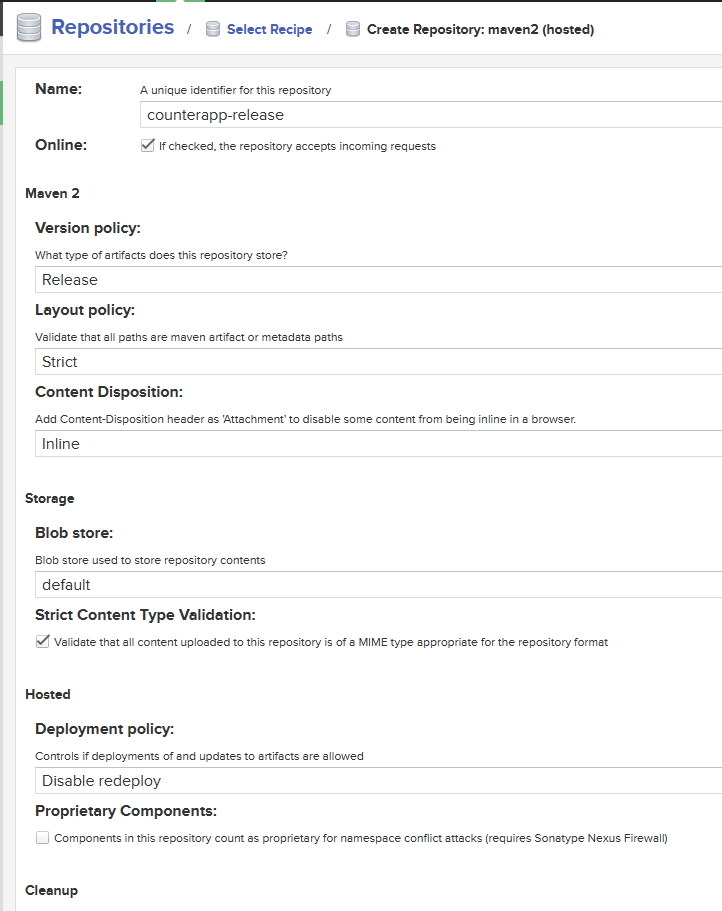 Repositories / Select Recipe / Create Repository: maven2 (hosted)
Name: A unique identifier for this repository
counterapp-release
Online: If checked, the repository accepts incoming requests
Maven 2
Version policy:
What type of artifacts does this repository store?
Release
Layout policy:
Validate that all paths are maven artifact or metadata paths
Strict
Content Disposition:
Add Content-Disposition header as 'Attachment' to disable some content from being inline in a browser.
Inline
Storage
Blob store:
Blob store used to store repository contents
default
Strict Content Type Validation:
Validate that all content uploaded to this repository is of a MIME type appropriate for the repository format
Hosted
Deployment policy:
Controls if deployments of and updates to artifacts are allowed
Disable redeploy
Proprietary Components:
Components in this repository count as proprietary for namespace conflict attacks (requires Sonatype Nexus Firewall)
Cleanup